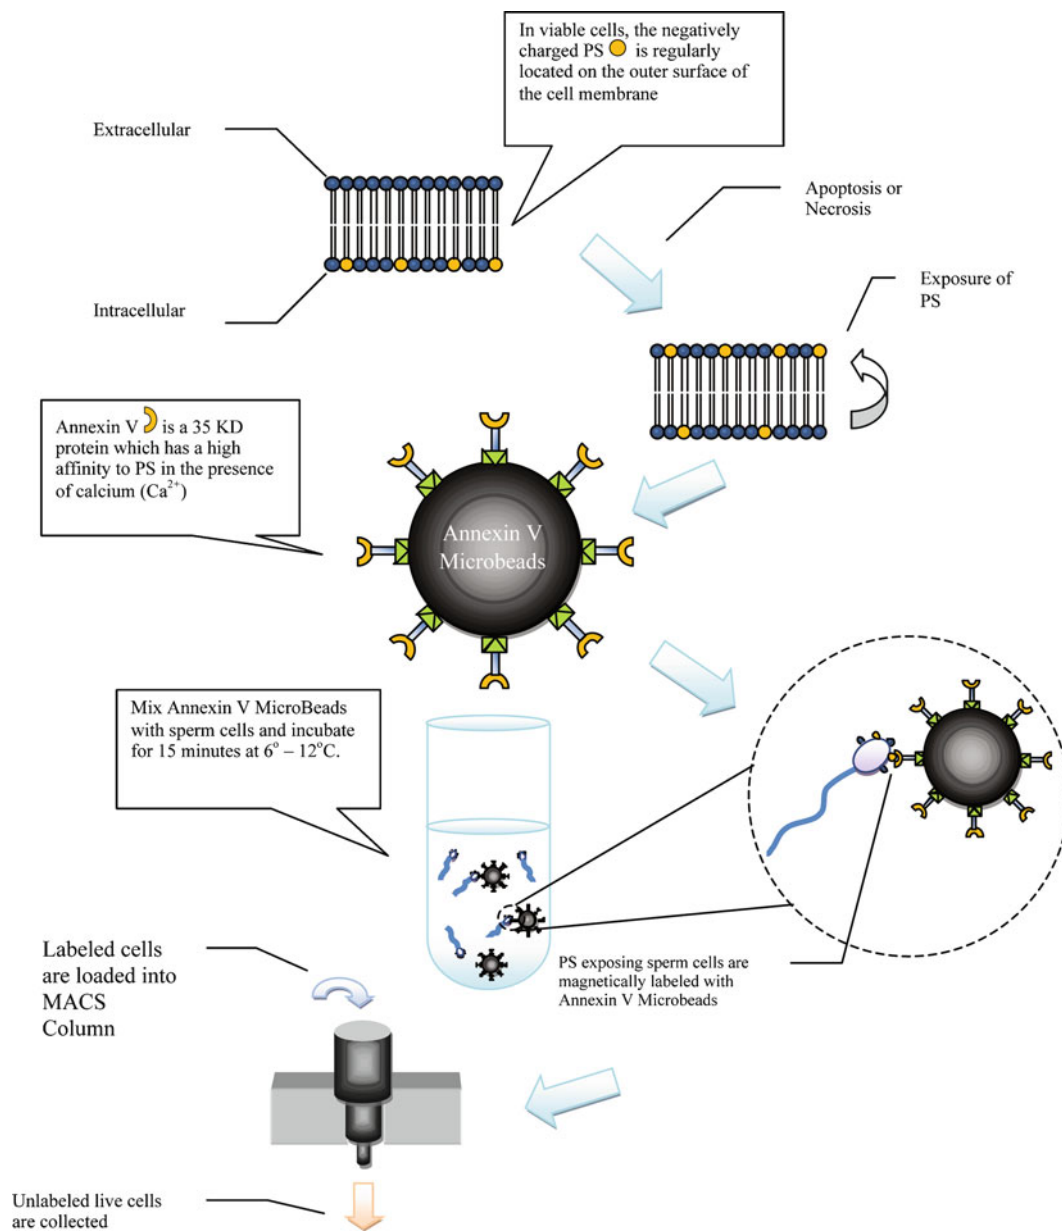 In viable cells, the negatively
charged PS is regularly
located on the outer surface of
the cell membrane
Extracellular
Apoptosis or
Necrosis
Intracellular
Exposure of
PS
Annexin V is a 35 KD
protein which has a high
affinity to PS in the presence
of calcium (Ca²⁺)
Annexin V
Microbeads
Mix Annexin V MicroBeads
with sperm cells and incubate
for 15 minutes at 6° – 12°C.
Labeled cells
are loaded into
MACS
Column
PS exposing sperm cells are
magnetically labeled with
Annexin V Microbeads
Unlabeled live cells
are collected